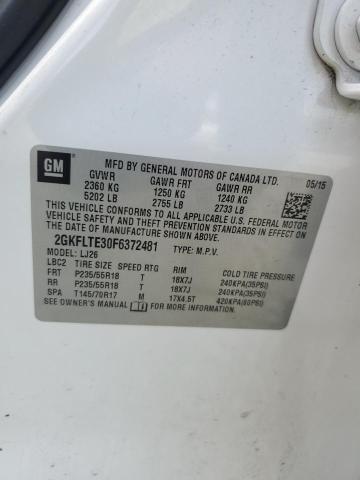 GM
MFD BY GENERAL MOTORS OF CANADA LTD. 05/15
GVWR GAWR FRT GAWR RR
2360 KG 1250 KG 1240 KG
5202 LB 2755 LB 2733 LB
THIS VEHICLE CONFORMS TO ALL APPLICABLE U.S. FEDERAL MOTOR
VEHICLE SAFETY STANDARDS IN EFFECT ON THE DATE OF
MANUFACTURE SHOWN ABOVE.
2GKFLTE30F6372481 TYPE: M.P.V.
MODEL: LJ26
LBC2 TIRE SIZE SPEED RTG RIM COLD TIRE PRESSURE
FRT P235/55R18 T 18X7J 240KPA(35PSI)
RR P235/55R18 T 18X7J 240KPA(35PSI)
SPA T145/70R17 M 17X4.5T 420KPA(60PSI)
SEE OWNER'S MANUAL FOR MORE INFORMATION.